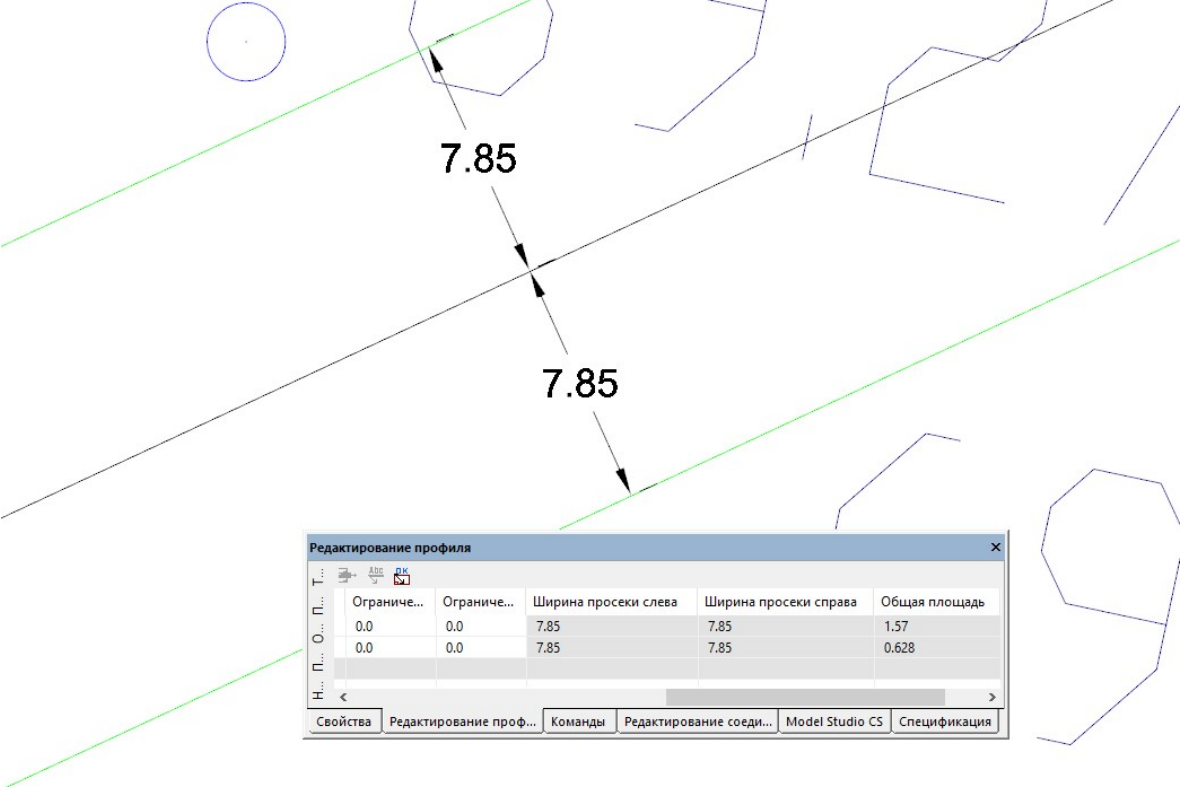 7.85
7.85
Редактирование профиля
Abc ПК
Т...
П...
О...
П...
Н...
Ограниче... Ограниче... Ширина просеки слева Ширина просеки справа Общая площадь
0.0 0.0 7.85 7.85 1.57
0.0 0.0 7.85 7.85 0.628
Свойства Редактирование проф... Команды Редактирование соеди... Model Studio CS Спецификация